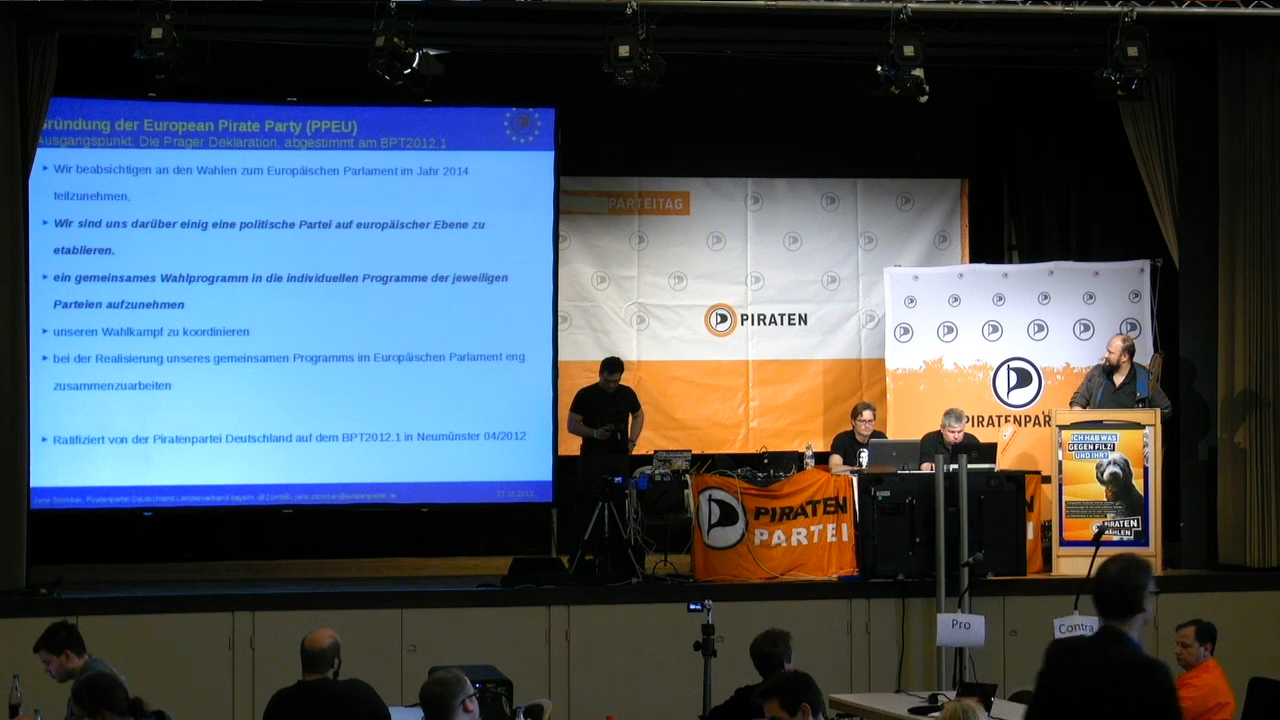 Gründung der European Pirate Party (PPEU)
Ausgangspunkt: Die Prager Deklaration, abgestimmt am BPT2012.1
Wir beabsichtigen an den Wahlen zum Europäischen Parlament im Jahr 2014
teilzunehmen.
Wir sind uns darüber einig eine politische Partei auf europäischer Ebene zu
etablieren.
ein gemeinsames Wahlprogramm in die individuellen Programme der jeweiligen
Parteien aufzunehmen
unseren Wahlkampf zu koordinieren
bei der Realisierung unseres gemeinsamen Programms im Europäischen Parlament eng
zusammenzuarbeiten
Ratifiziert von der Piratenpartei Deutschland auf dem BPT2012.1 in Neumünster 04/2012
Piratenpartei Deutschland Landesverband
PARTEITAG
PIRATEN
PIRATENPAR
PIRATEN
PARTEI
ICH HAB WAS
GEGEN FILZ!
UND IHR?
PIRATEN
WÄHLEN
Pro
Contra